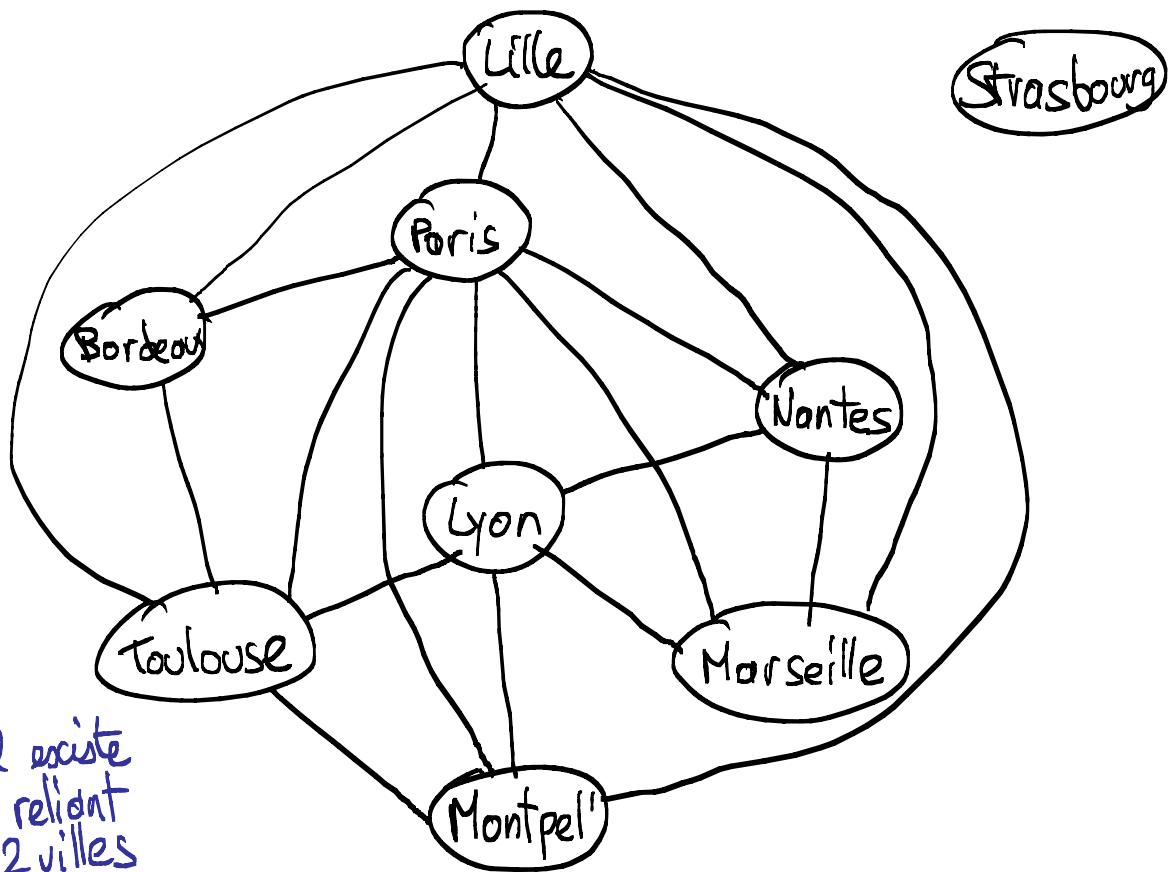 Lille
Strasbourg
Paris
Bordeaux
Nantes
Lyon
Toulouse
Marseille
Montpel'
existe
reliant
2 villes